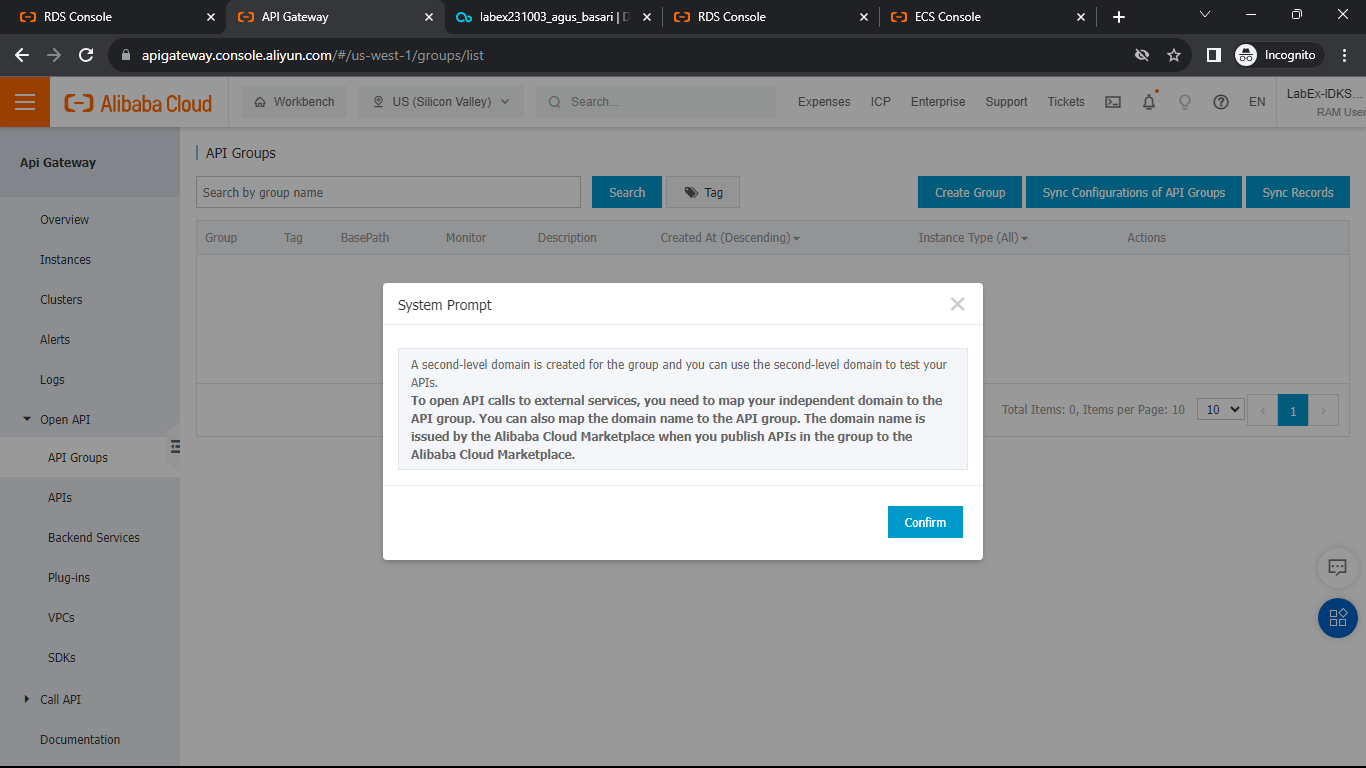 RDS Console
API Gateway
labex231003_agus_basari | D
RDS Console
ECS Console
apigateway.console.aliyun.com/#/us-west-1/groups/list
Incognito
Alibaba Cloud
Workbench
US (Silicon Valley)
Search...
Expenses
ICP
Enterprise
Support
Tickets
EN
LabEx-IDKS...
RAM User
Api Gateway
Overview
Instances
Clusters
Alerts
Logs
Open API
API Groups
APIs
Backend Services
Plug-ins
VPCs
SDKs
Call API
Documentation
API Groups
Search by group name
Search
Tag
Create Group
Sync Configurations of API Groups
Sync Records
Group
Tag
BasePath
Monitor
Description
Created At (Descending)
Instance Type (All)
Actions
System Prompt
A second-level domain is created for the group and you can use the second-level domain to test your
APIs.
To open API calls to external services, you need to map your independent domain to the
API group. You can also map the domain name to the API group. The domain name is
issued by the Alibaba Cloud Marketplace when you publish APIs in the group to the
Alibaba Cloud Marketplace.
Confirm
Total Items: 0, Items per Page: 10
10
1